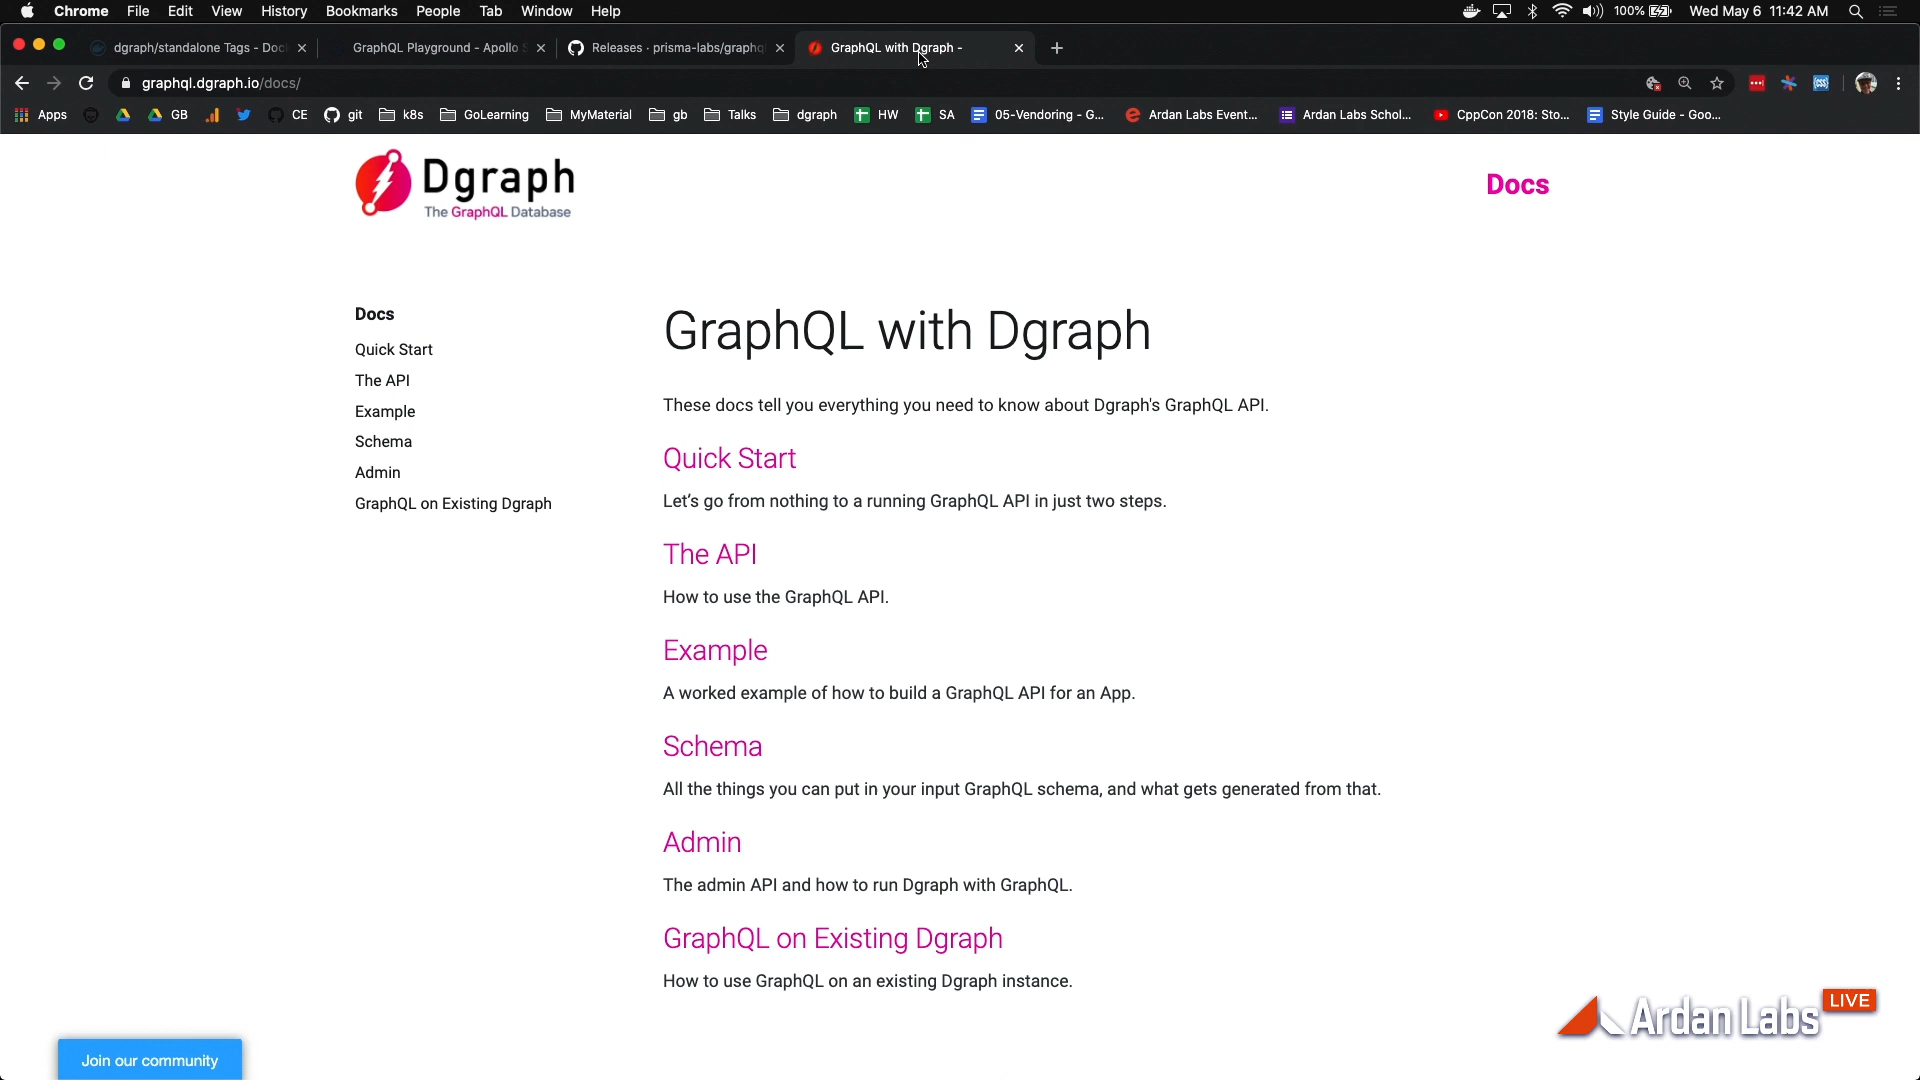 Chrome File Edit View History Bookmarks People Tab Window Help 100% Wed May 6 11:42 AM
dgraph/standalone Tags - Doc GraphQL Playground - Apollo S Releases · prisma-labs/graphq GraphQL with Dgraph -
graphql.dgraph.io/docs/
Apps GB CE git k8s GoLearning MyMaterial gb Talks dgraph HW SA 05-Vendoring - G... Ardan Labs Event... Ardan Labs Schol... CppCon 2018: Sto... Style Guide - Goo...
Dgraph
The GraphQL Database
Docs
Docs
Quick Start
The API
Example
Schema
Admin
GraphQL on Existing Dgraph
GraphQL with Dgraph
These docs tell you everything you need to know about Dgraph's GraphQL API.
Quick Start
Let’s go from nothing to a running GraphQL API in just two steps.
The API
How to use the GraphQL API.
Example
A worked example of how to build a GraphQL API for an App.
Schema
All the things you can put in your input GraphQL schema, and what gets generated from that.
Admin
The admin API and how to run Dgraph with GraphQL.
GraphQL on Existing Dgraph
How to use GraphQL on an existing Dgraph instance.
Ardan Labs LIVE
Join our community